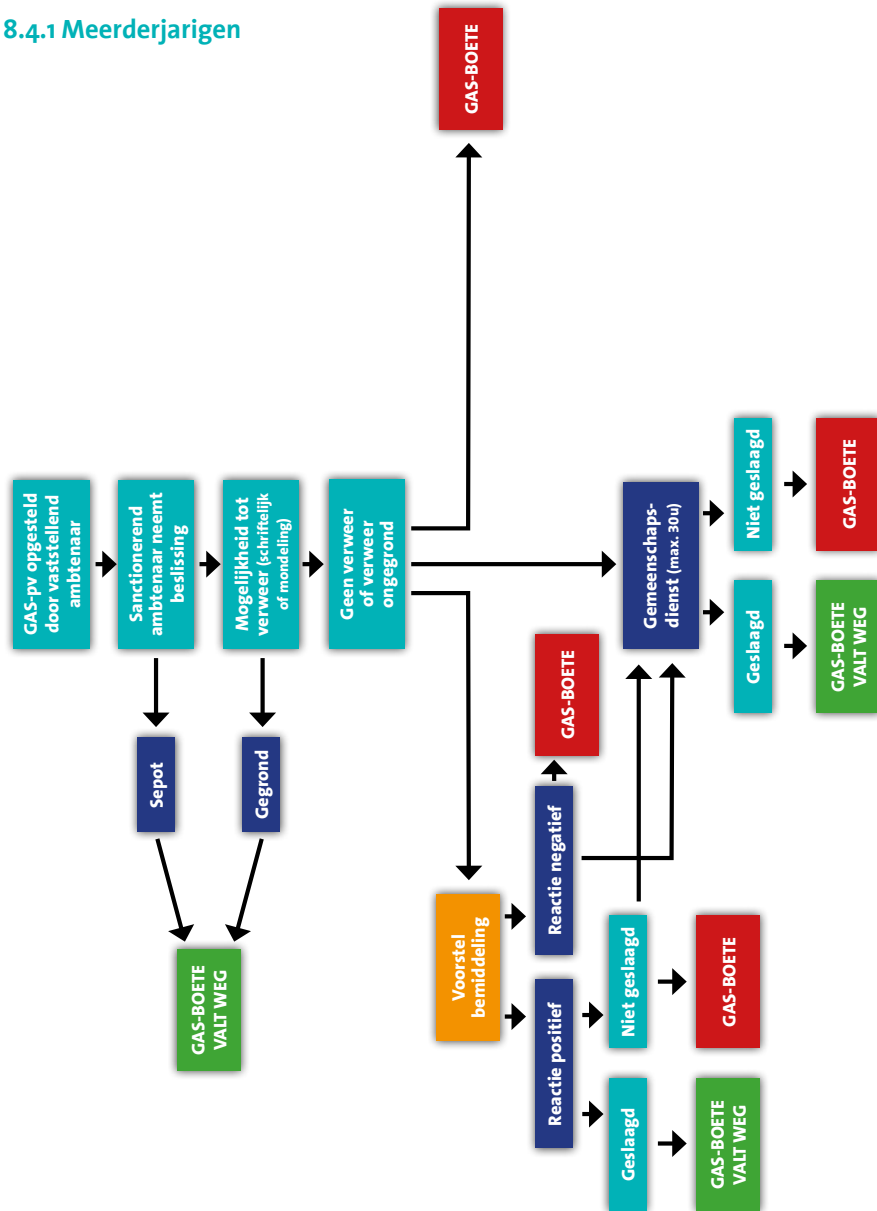 8.4.1 Meerderjarigen
GAS-BOETE
GAS-pv opgesteld
door vaststellend
ambtenaar
Sanctionerend
ambtenaar neemt
beslissing
Mogelijkheid tot
verweer (schriftelijk
of mondeling)
Geen verweer
of verweer
ongegrond
Sepot
Gegrond
GAS-BOETE
VALT WEG
Voorstel
bemiddeling
Reactie negatief
GAS-BOETE
Reactie positief
Niet geslaagd
GAS-BOETE
Geslaagd
GAS-BOETE
VALT WEG
Gemeenschaps-
dienst (max. 30u)
Niet geslaagd
GAS-BOETE
Geslaagd
GAS-BOETE
VALT WEG